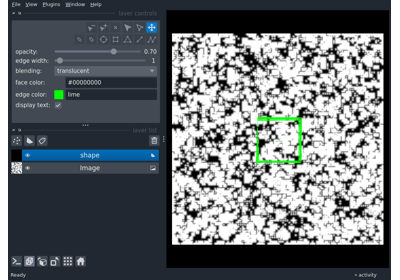 File View Plugins Window Help
layer controls
opacity: 0.70
edge width: 1
blending: translucent
face color: #00000000
edge color: lime
display text:
layer list
shape
Image
Ready
activity